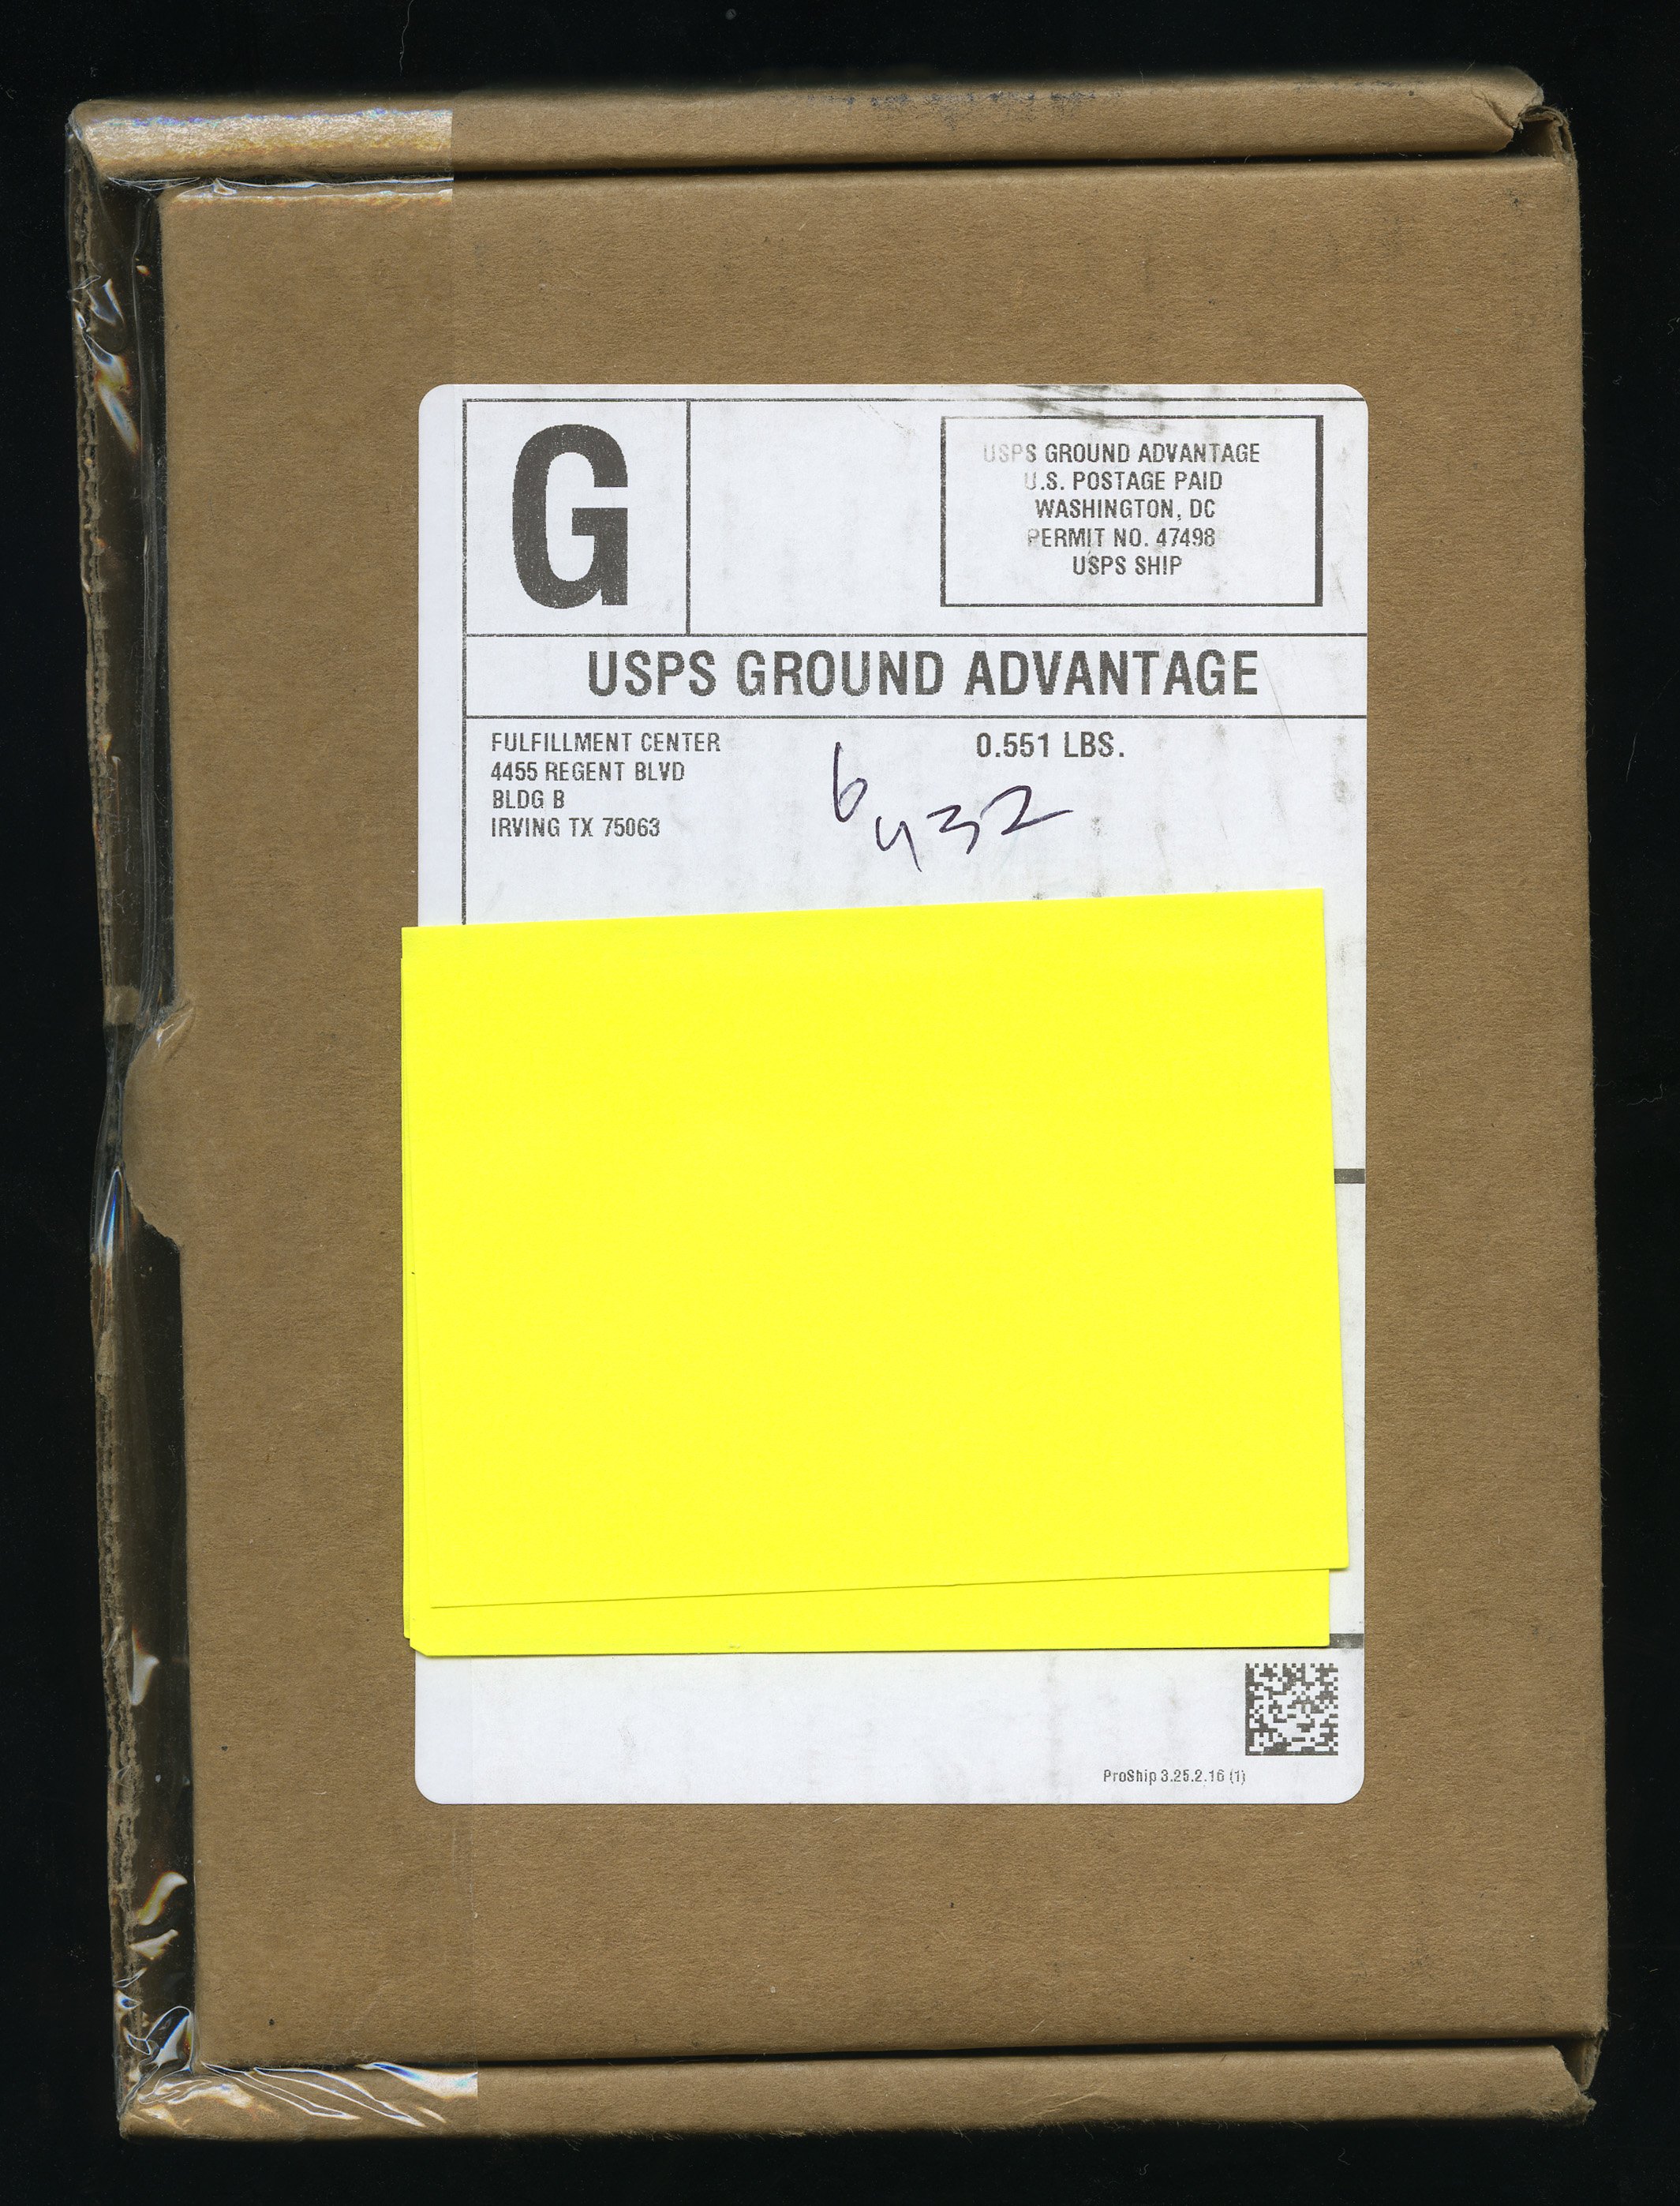 G
USPS GROUND ADVANTAGE
U.S. POSTAGE PAID
WASHINGTON, DC
PERMIT NO. 47498
USPS SHIP
USPS GROUND ADVANTAGE
FULFILLMENT CENTER
4455 REGENT BLVD
BLDG B
IRVING TX 75063
0.551 LBS.
6
432
ProShip 3.25.2.16 (1)